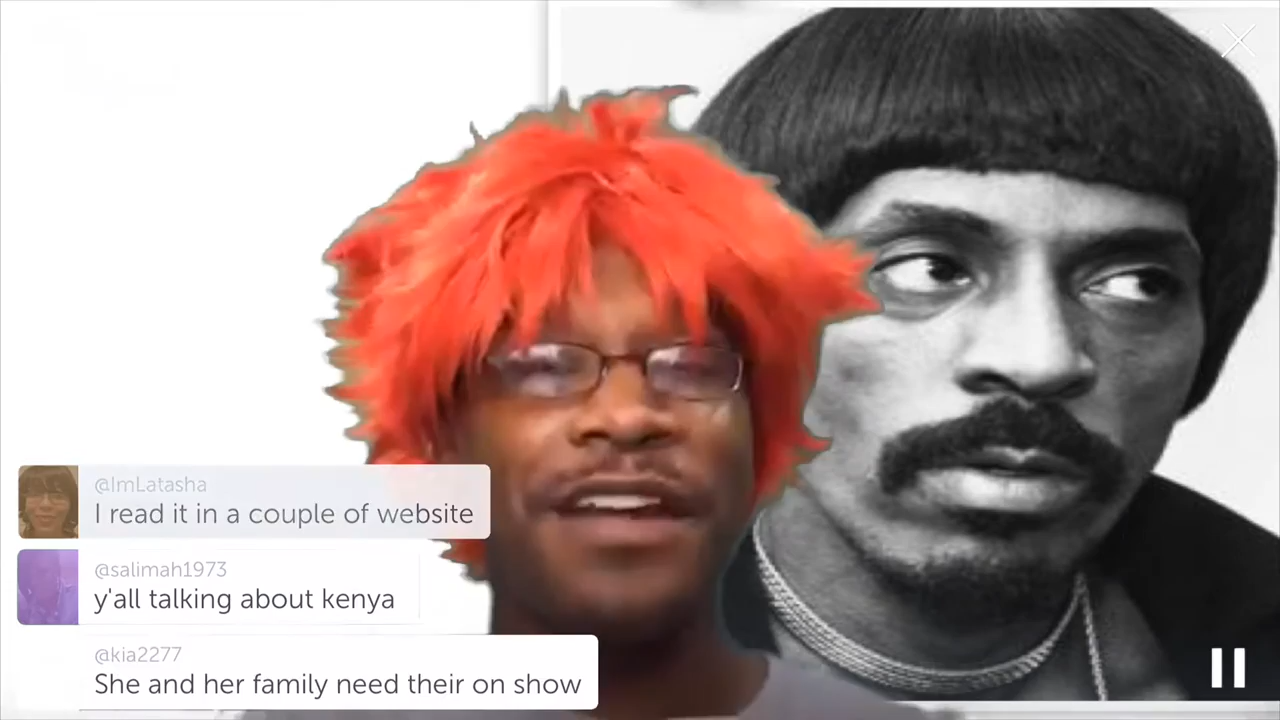 @ImLatasha
I read it in a couple of website
@salimah1973
y'all talking about kenya
@kia2277
She and her family need their on show